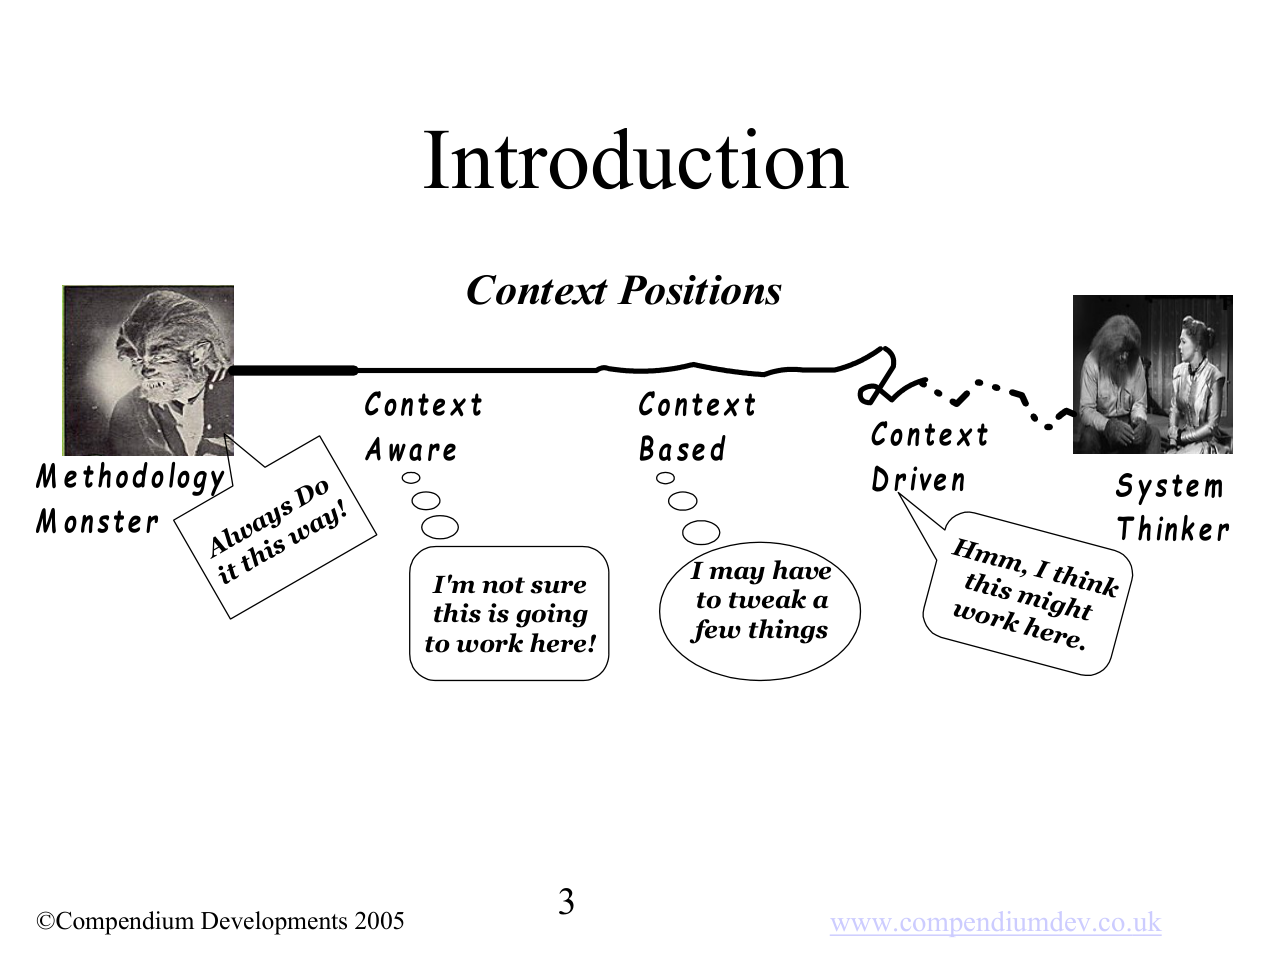 Introduction
Context Positions
Methodology
Monster
Always Do
it this way!
Context
Aware
I'm not sure
this is going
to work here!
Context
Based
I may have
to tweak a
few things
Context
Driven
Hmm, I think
this might
work here.
System
Thinker
©Compendium Developments 2005
3
www.compendiumdev.co.uk